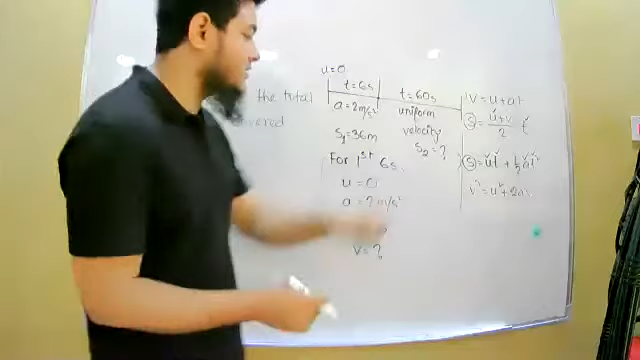 the total
covered
u=0
t=6s
a=2m/s²
S₁=36m
t=60s
uniform
velocity
S₂=?
For 1st 6s.
u=0
a=2m/s²
v=?
v=u+at
S=(u+v)/2 t
S=ut+½at²
v²=u²+2as